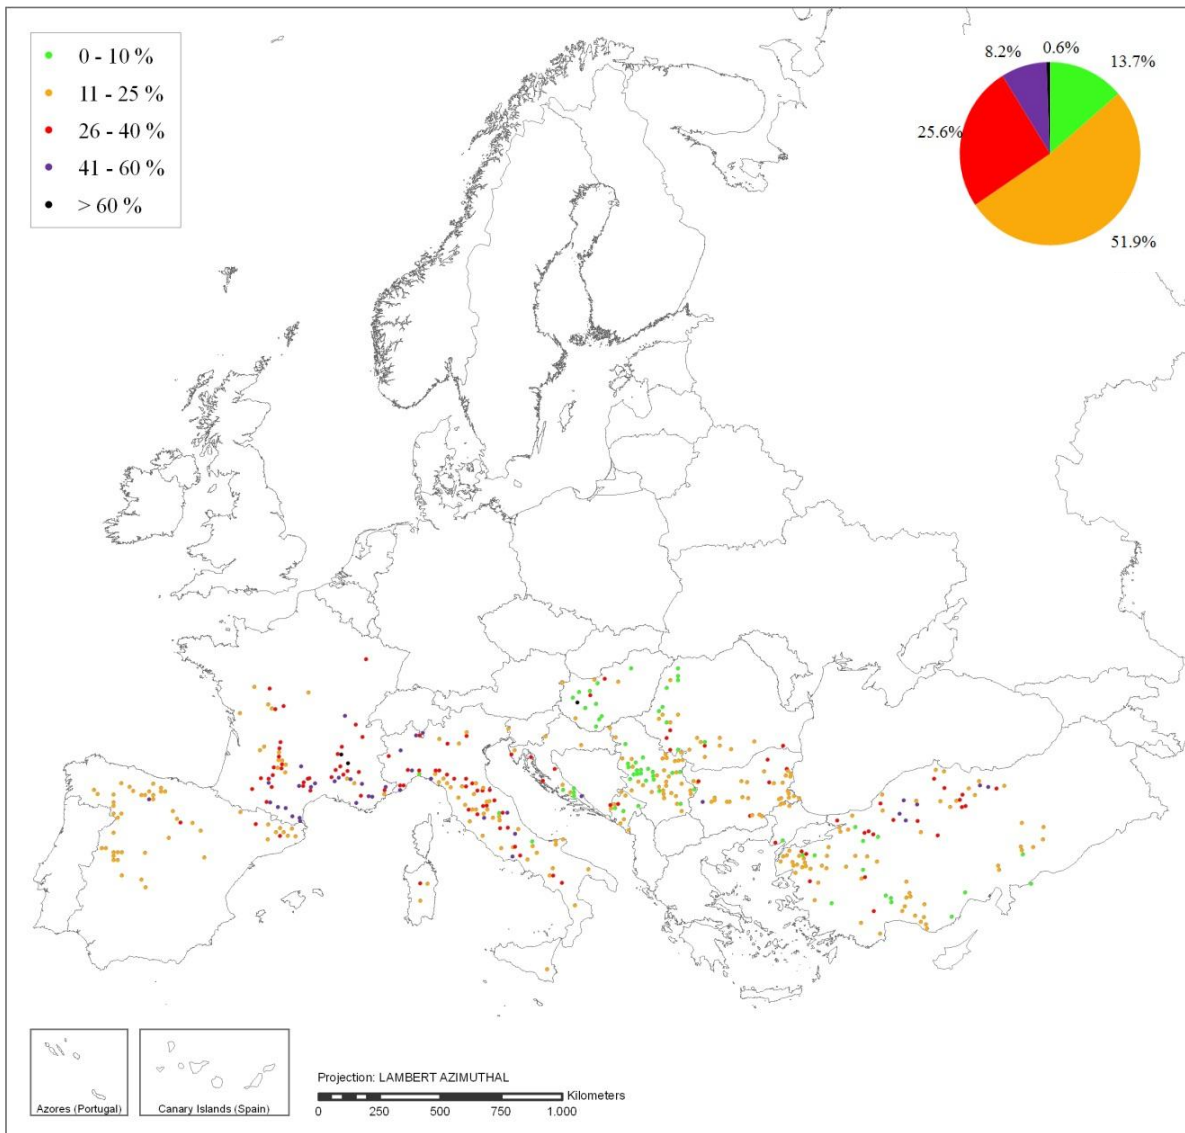 0 - 10 %
11 - 25 %
26 - 40 %
41 - 60 %
> 60 %
8.2%
0.6%
13.7%
25.6%
51.9%
Projection: LAMBERT AZIMUTHAL
Kilometers
0 250 500 750 1.000
Azores (Portugal)
Canary Islands (Spain)